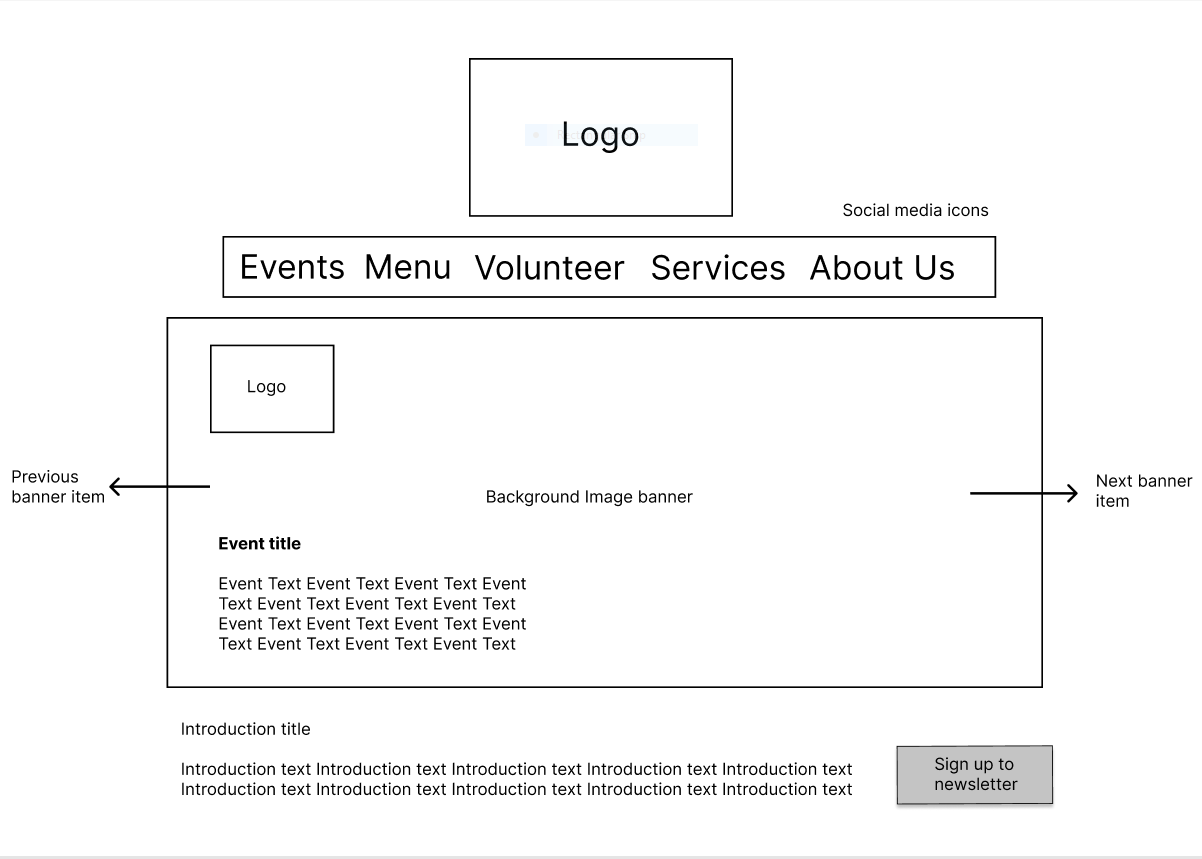 Logo
Social media icons
Events Menu Volunteer Services About Us
Logo
Previous
banner item
Background Image banner
Next banner
item
Event title
Event Text Event Text Event Text Event
Text Event Text Event Text Event Text
Event Text Event Text Event Text Event
Text Event Text Event Text Event Text
Introduction title
Introduction text Introduction text Introduction text Introduction text Introduction text
Introduction text Introduction text Introduction text Introduction text Introduction text
Sign up to
newsletter